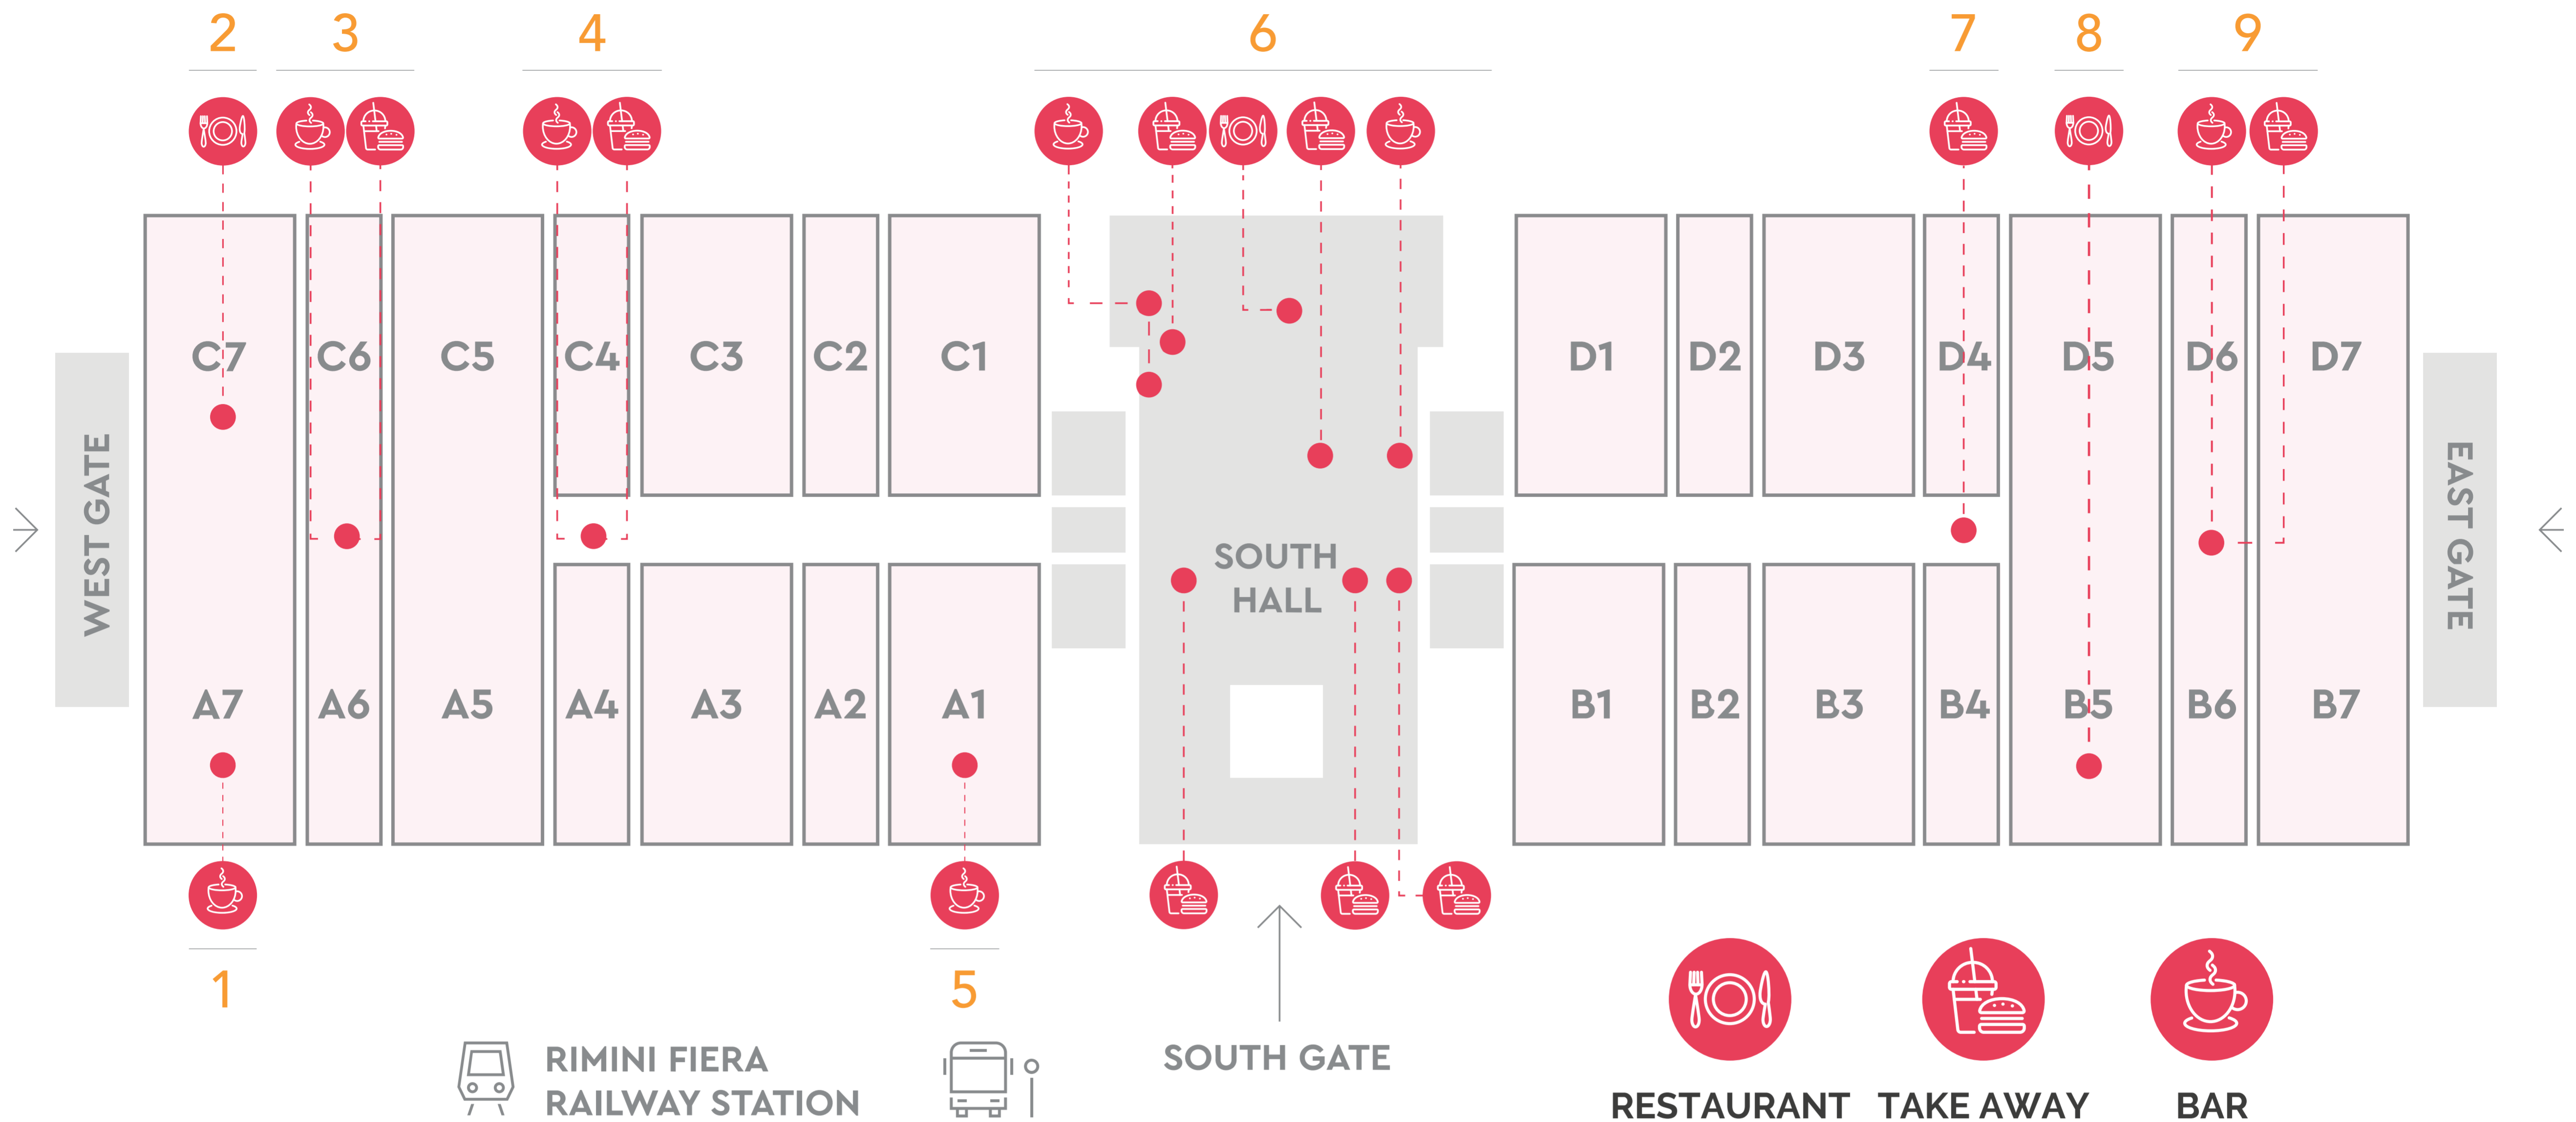 2
3
4
6
7
8
9
C7
C6
C5
C4
C3
C2
C1
D1
D2
D3
D4
D5
D6
D7
WEST GATE
SOUTH
HALL
EAST GATE
A7
A6
A5
A4
A3
A2
A1
B1
B2
B3
B4
B5
B6
B7
1
5
RIMINI FIERA
RAILWAY STATION
SOUTH GATE
RESTAURANT
TAKE AWAY
BAR